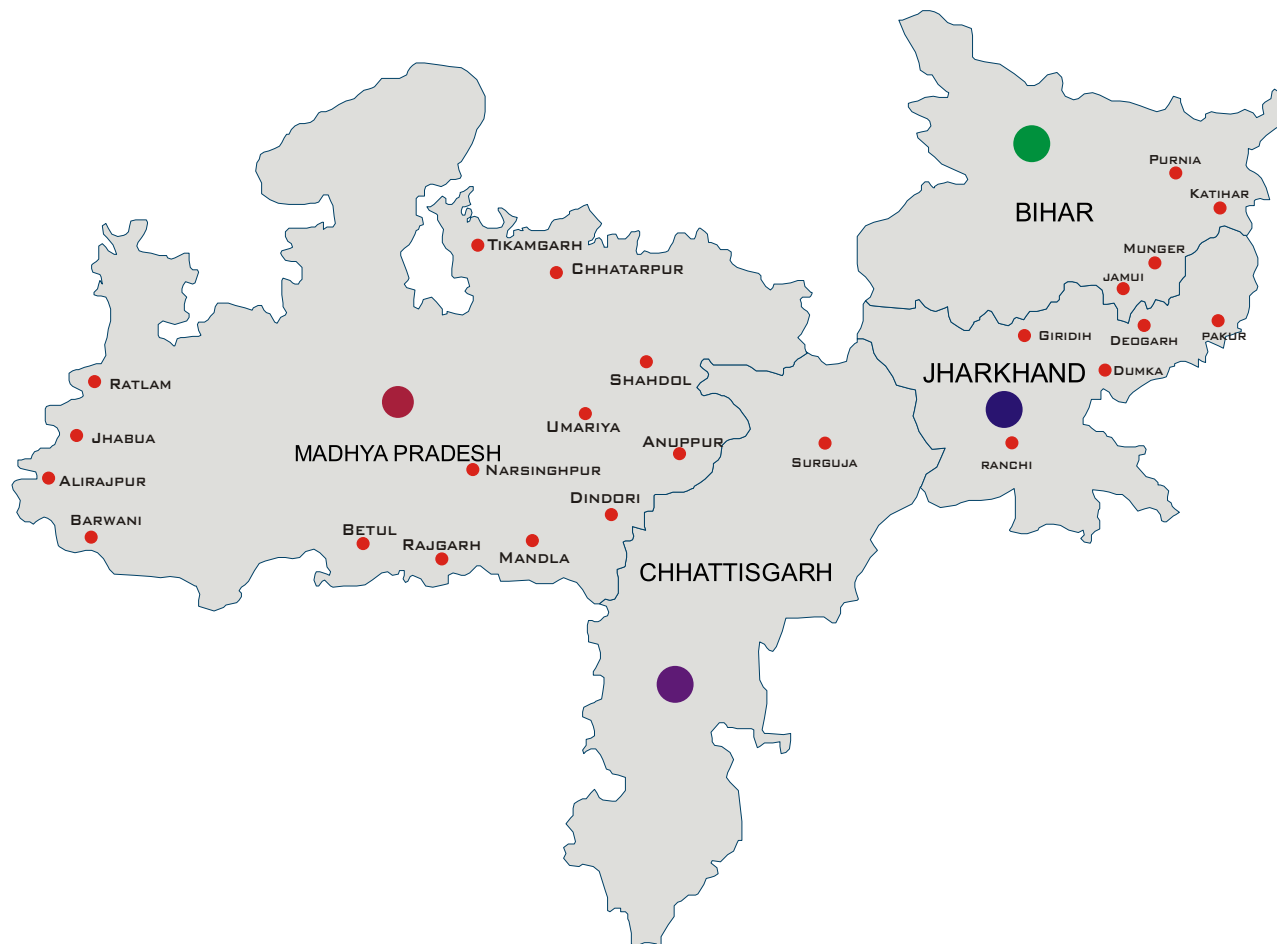 PURNIA
KATIHAR
BIHAR
MUNGER
JAMUI
TIKAMGARH
CHHATARPUR
GIRIDIH
DEOGARH
PAKUR
JHARKHAND
DUMKA
RANCHI
SHAHDOL
RATLAM
UMARIYA
JHABUA
ANUPPUR
MADHYA PRADESH
SURGUJA
NARSINGHPUR
ALIRAJPUR
DINDORI
BARWANI
BETUL
RAJGARH
MANDLA
CHHATTISGARH